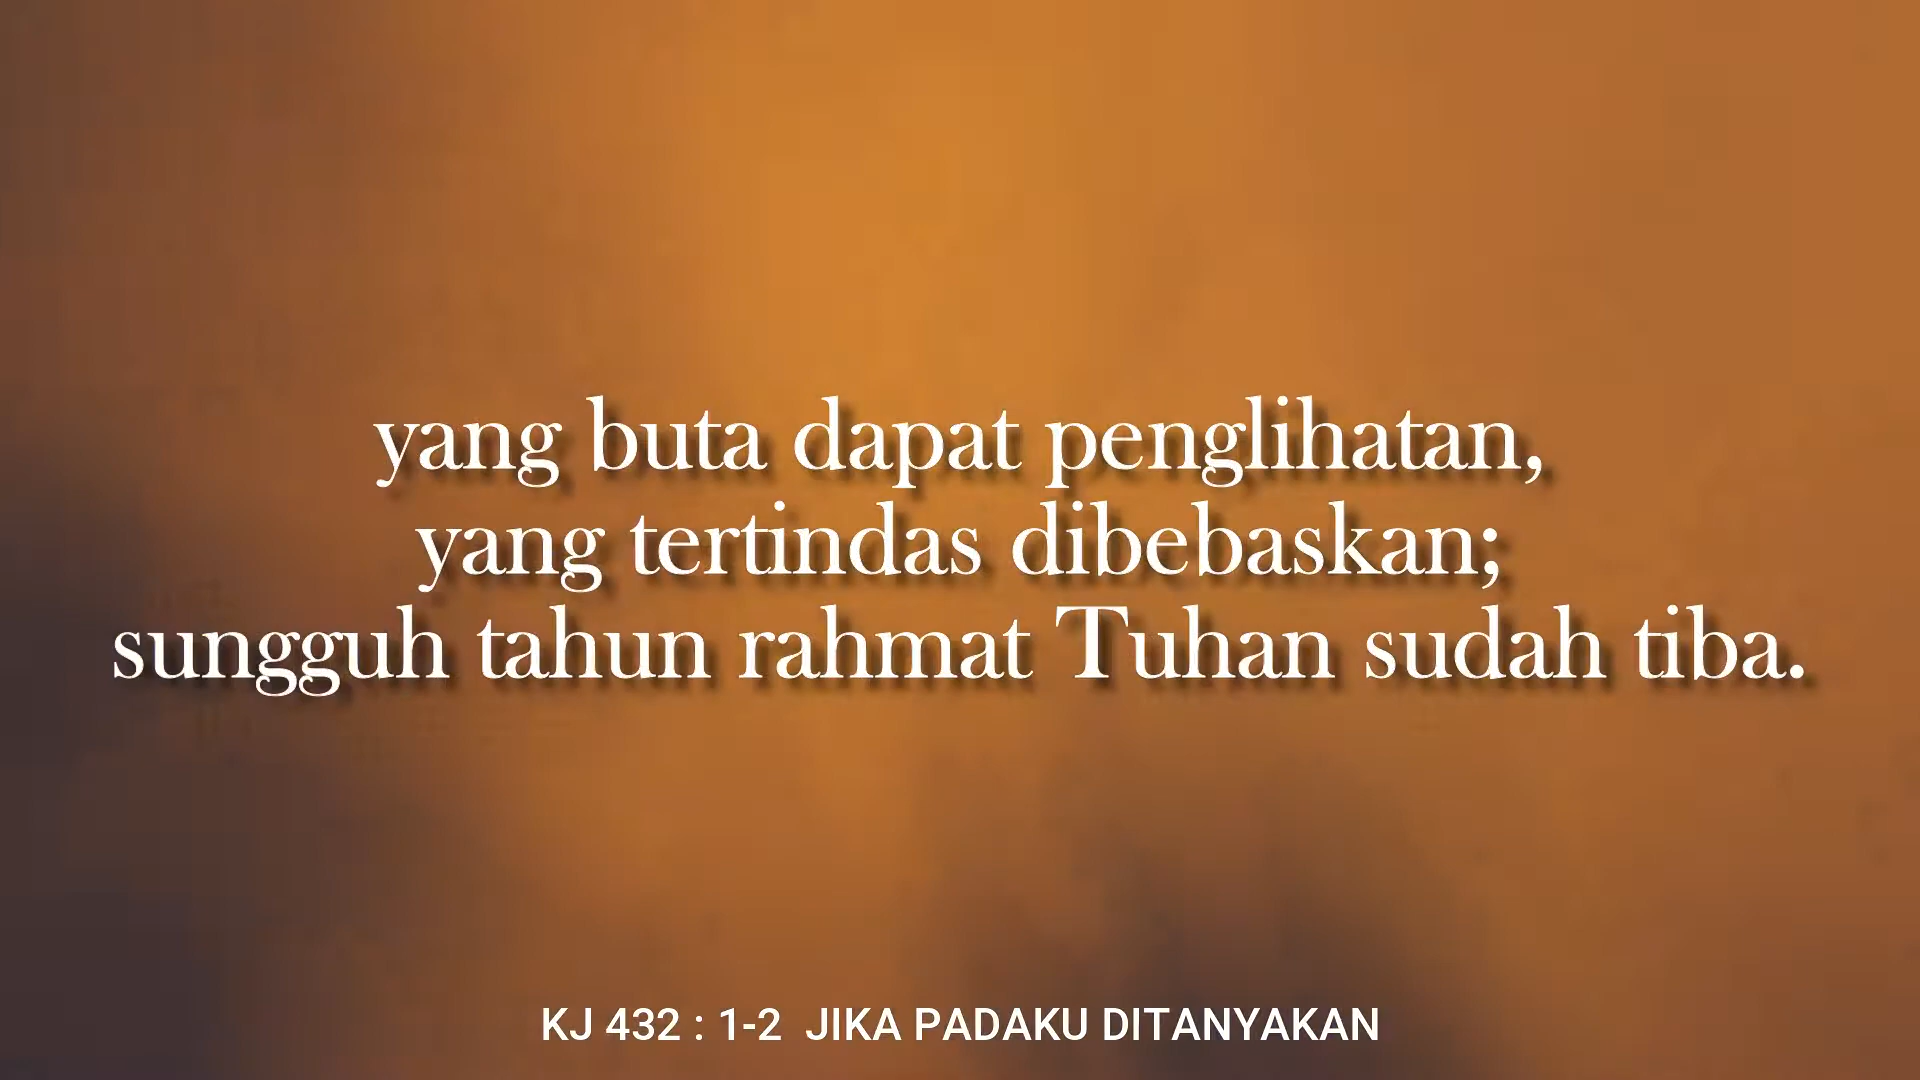 yang buta dapat penglihatan,
yang tertindas dibebaskan;
sungguh tahun rahmat Tuhan sudah tiba.
KJ 432 : 1-2 JIKA PADAKU DITANYAKAN